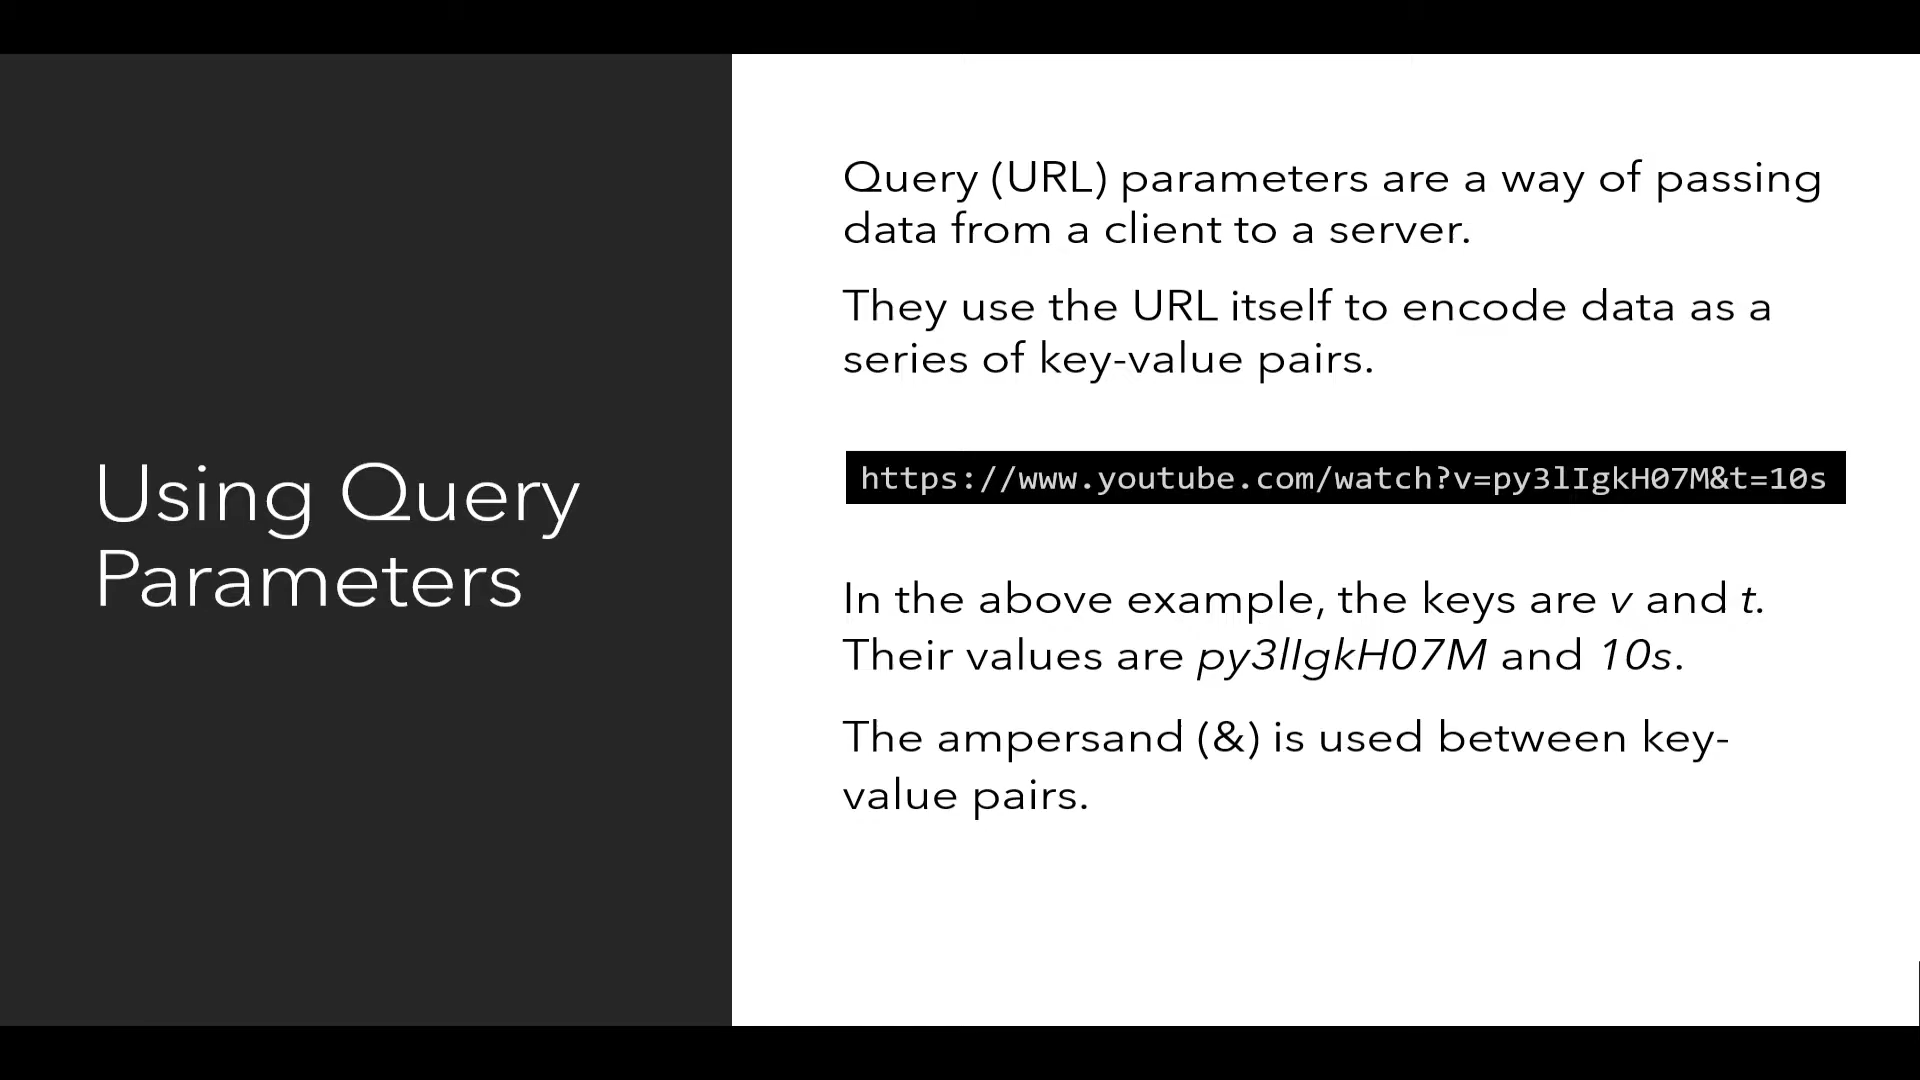 Using Query
Parameters
Query (URL) parameters are a way of passing
data from a client to a server.
They use the URL itself to encode data as a
series of key-value pairs.
https://www.youtube.com/watch?v=py3lIgkH07M&t=10s
In the above example, the keys are v and t.
Their values are py3lIgkH07M and 10s.
The ampersand (&) is used between key-
value pairs.